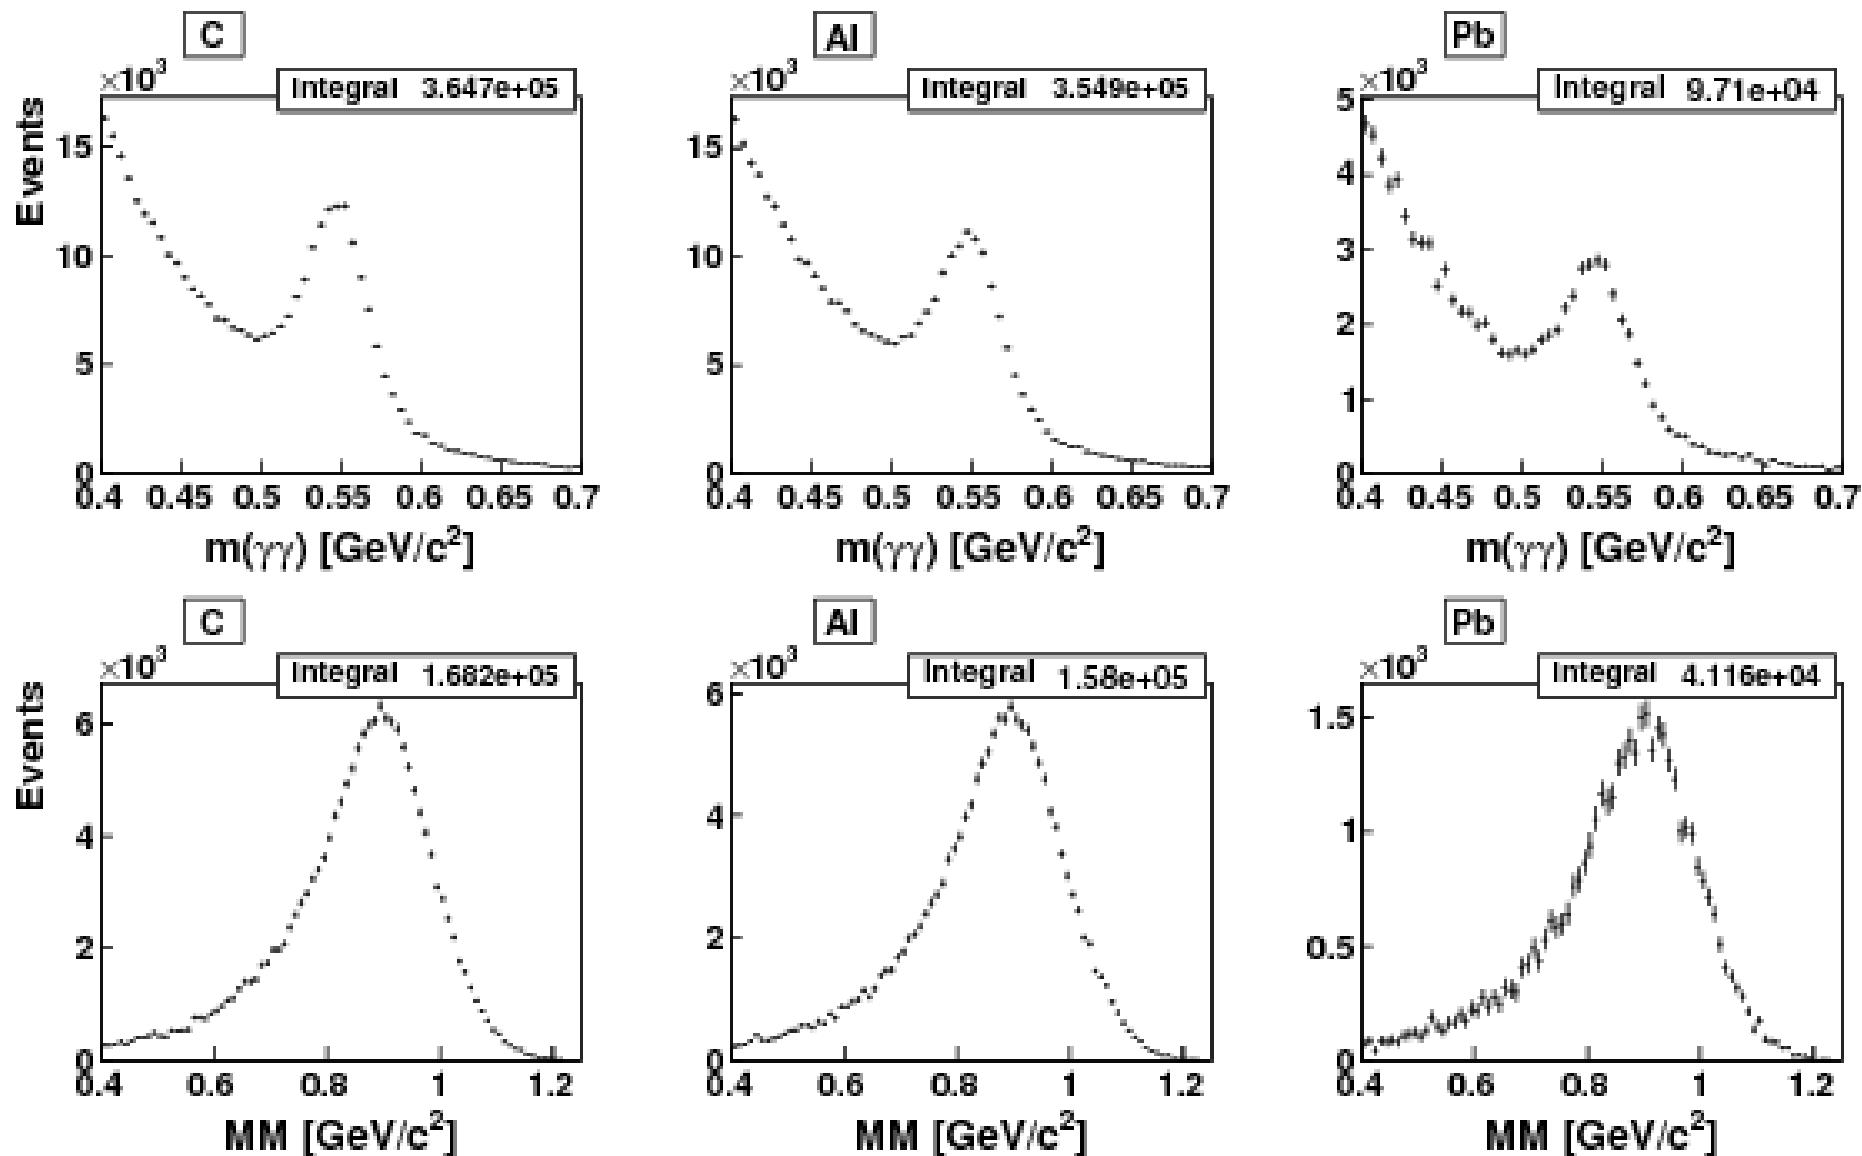 C Al Pb
×10³ ×10³ ×10³
Integral 3.647e+05 Integral 3.549e+05 Integral 9.71e+04
Events
15 15 5
10 10 4
5 5 3
0 0 2
1
0
0.4 0.45 0.5 0.55 0.6 0.65 0.7 0.4 0.45 0.5 0.55 0.6 0.65 0.7 0.4 0.45 0.5 0.55 0.6 0.65 0.7
m(γγ) [GeV/c²] m(γγ) [GeV/c²] m(γγ) [GeV/c²]
C Al Pb
×10³ ×10³ ×10³
Integral 1.682e+05 Integral 1.58e+05 Integral 4.116e+04
Events
6 6 1.5
4 4 1
2 2 0.5
0 0 0
0.4 0.6 0.8 1 1.2 0.4 0.6 0.8 1 1.2 0.4 0.6 0.8 1 1.2
MM [GeV/c²] MM [GeV/c²] MM [GeV/c²]